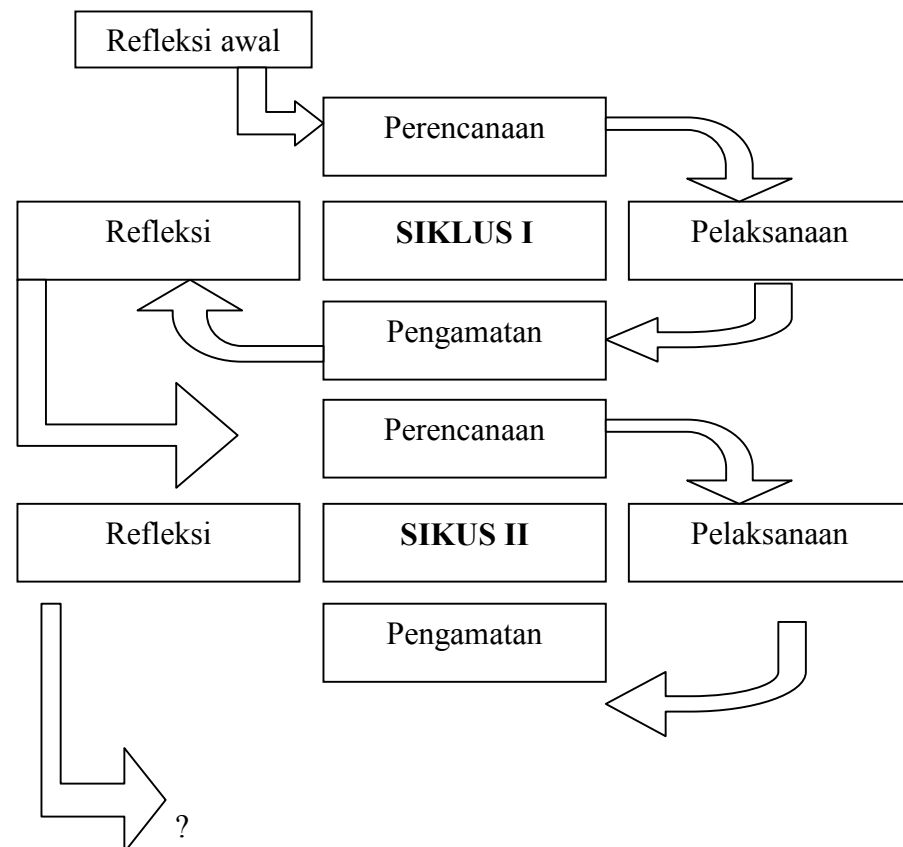 Refleksi awal
Perencanaan
Refleksi
SIKLUS I
Pelaksanaan
Pengamatan
Perencanaan
Refleksi
SIKUS II
Pelaksanaan
Pengamatan
?